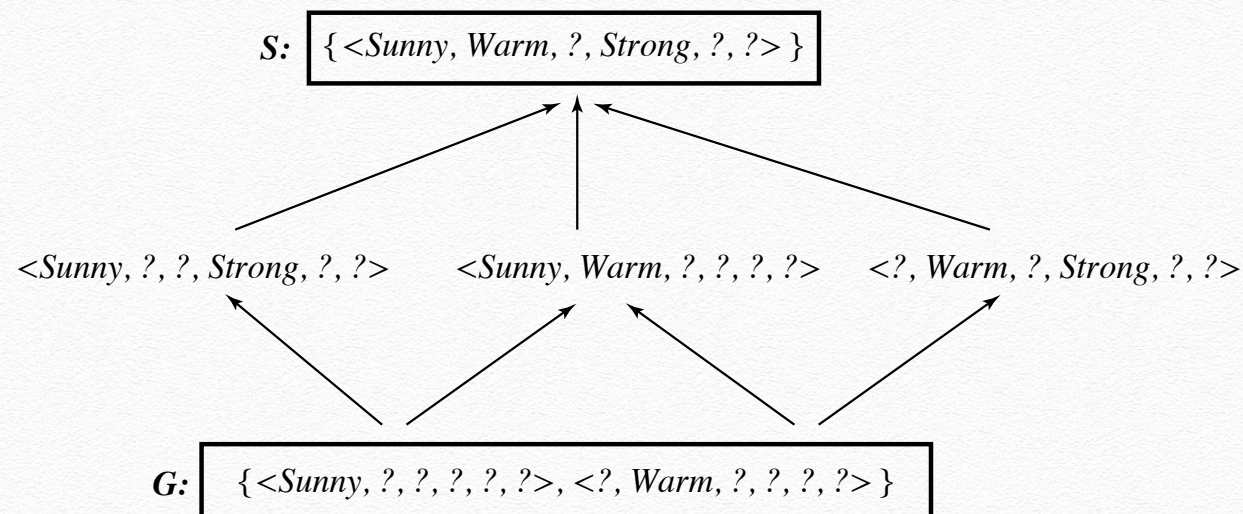 S: {<Sunny, Warm, ?, Strong, ?, ?>}
<Sunny, ?, ?, Strong, ?, ?> <Sunny, Warm, ?, ?, ?, ?> <?, Warm, ?, Strong, ?, ?>
G: {<Sunny, ?, ?, ?, ?, ?>, <?, Warm, ?, ?, ?, ?>}